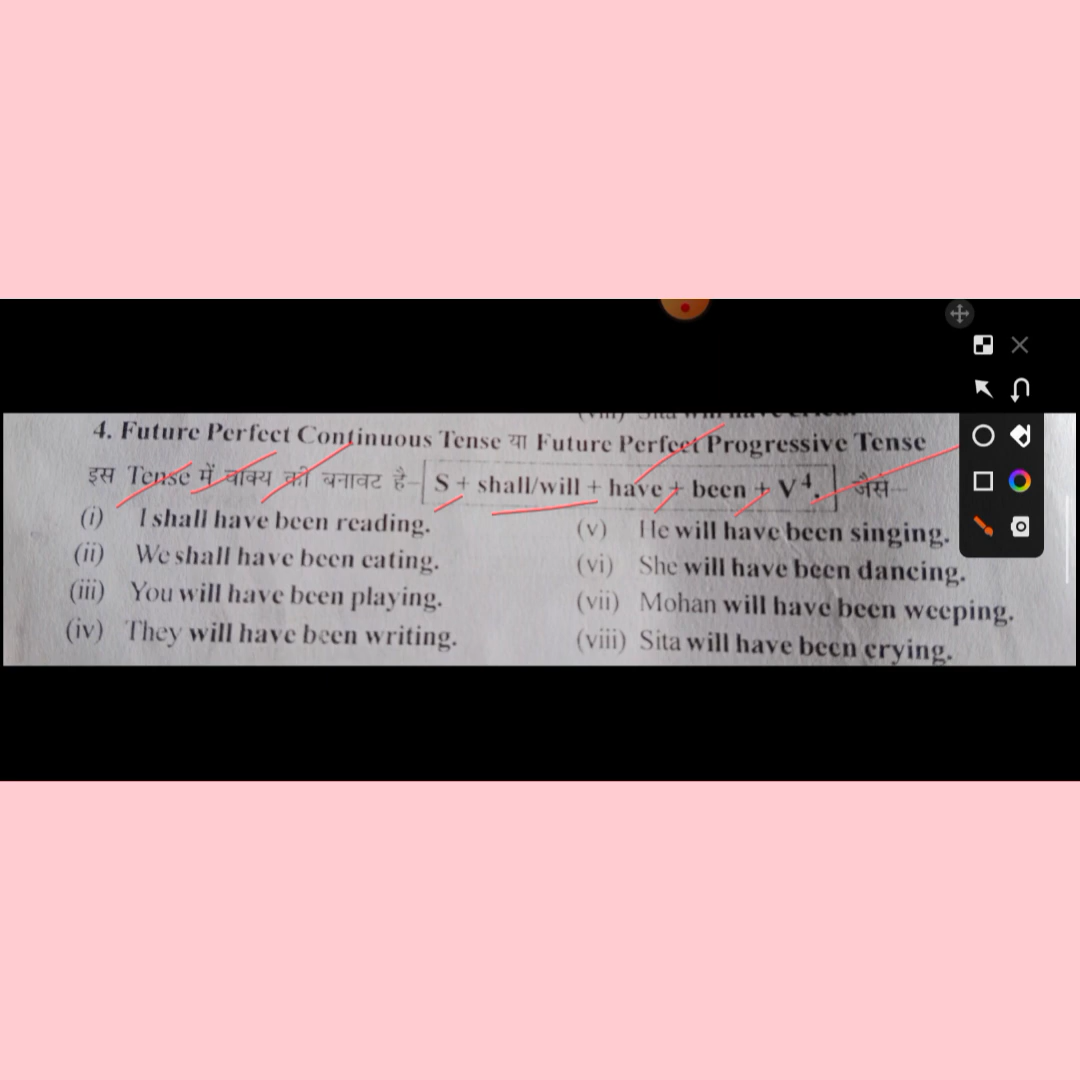 4. Future Perfect Continuous Tense या Future Perfect Progressive Tense
इस Tense में वाक्य की बनावट है- S + shall/will + have + been + V⁴. जैसे-
(i) I shall have been reading.
(ii) We shall have been eating.
(iii) You will have been playing.
(iv) They will have been writing.
(v) He will have been singing.
(vi) She will have been dancing.
(vii) Mohan will have been weeping.
(viii) Sita will have been crying.